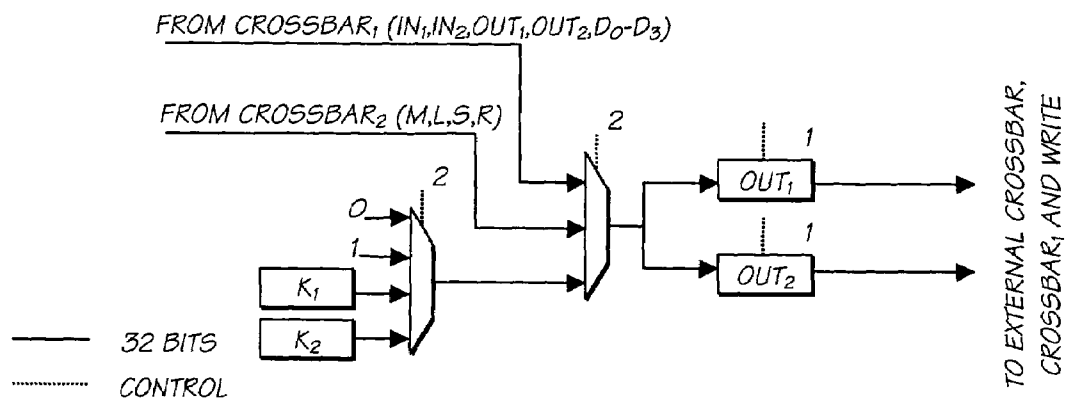 FROM CROSSBAR₁ (IN₁,IN₂,OUT₁,OUT₂,D₀-D₃)
FROM CROSSBAR₂ (M,L,S,R)
2
2
1
OUT₁
0
1
K₁
K₂
1
OUT₂
32 BITS
CONTROL
TO EXTERNAL CROSSBAR,
CROSSBAR₁ AND WRITE